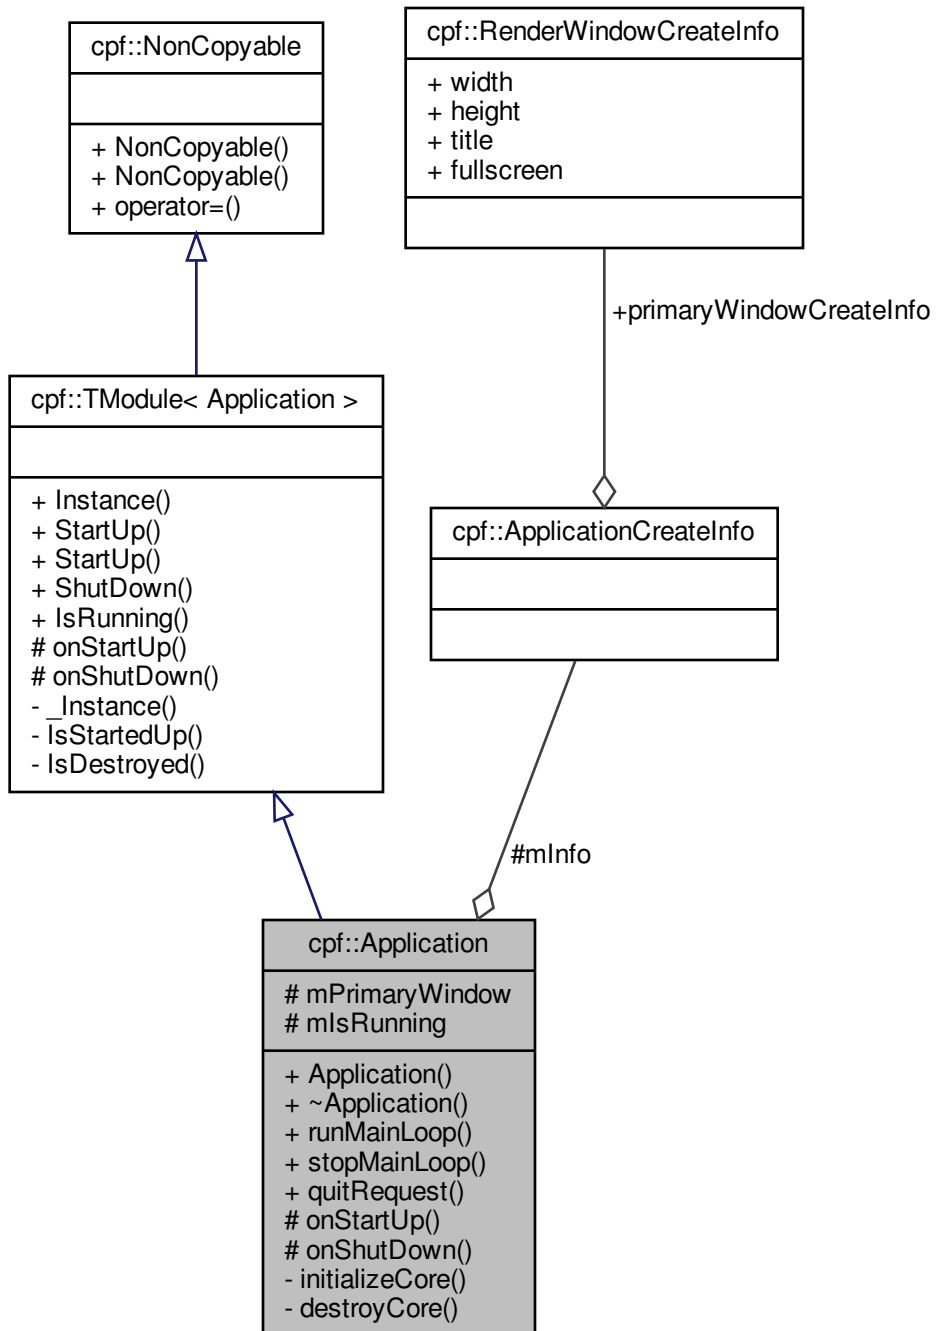 cpf::NonCopyable
+ NonCopyable()
+ NonCopyable()
+ operator=()
cpf::RenderWindowCreateInfo
+ width
+ height
+ title
+ fullscreen
+primaryWindowCreateInfo
cpf::TModule< Application >
+ Instance()
+ StartUp()
+ StartUp()
+ ShutDown()
+ IsRunning()
# onStartUp()
# onShutDown()
- _Instance()
- IsStartedUp()
- IsDestroyed()
cpf::ApplicationCreateInfo
#mInfo
cpf::Application
# mPrimaryWindow
# mIsRunning
+ Application()
+ ~Application()
+ runMainLoop()
+ stopMainLoop()
+ quitRequest()
# onStartUp()
# onShutDown()
- initializeCore()
- destroyCore()